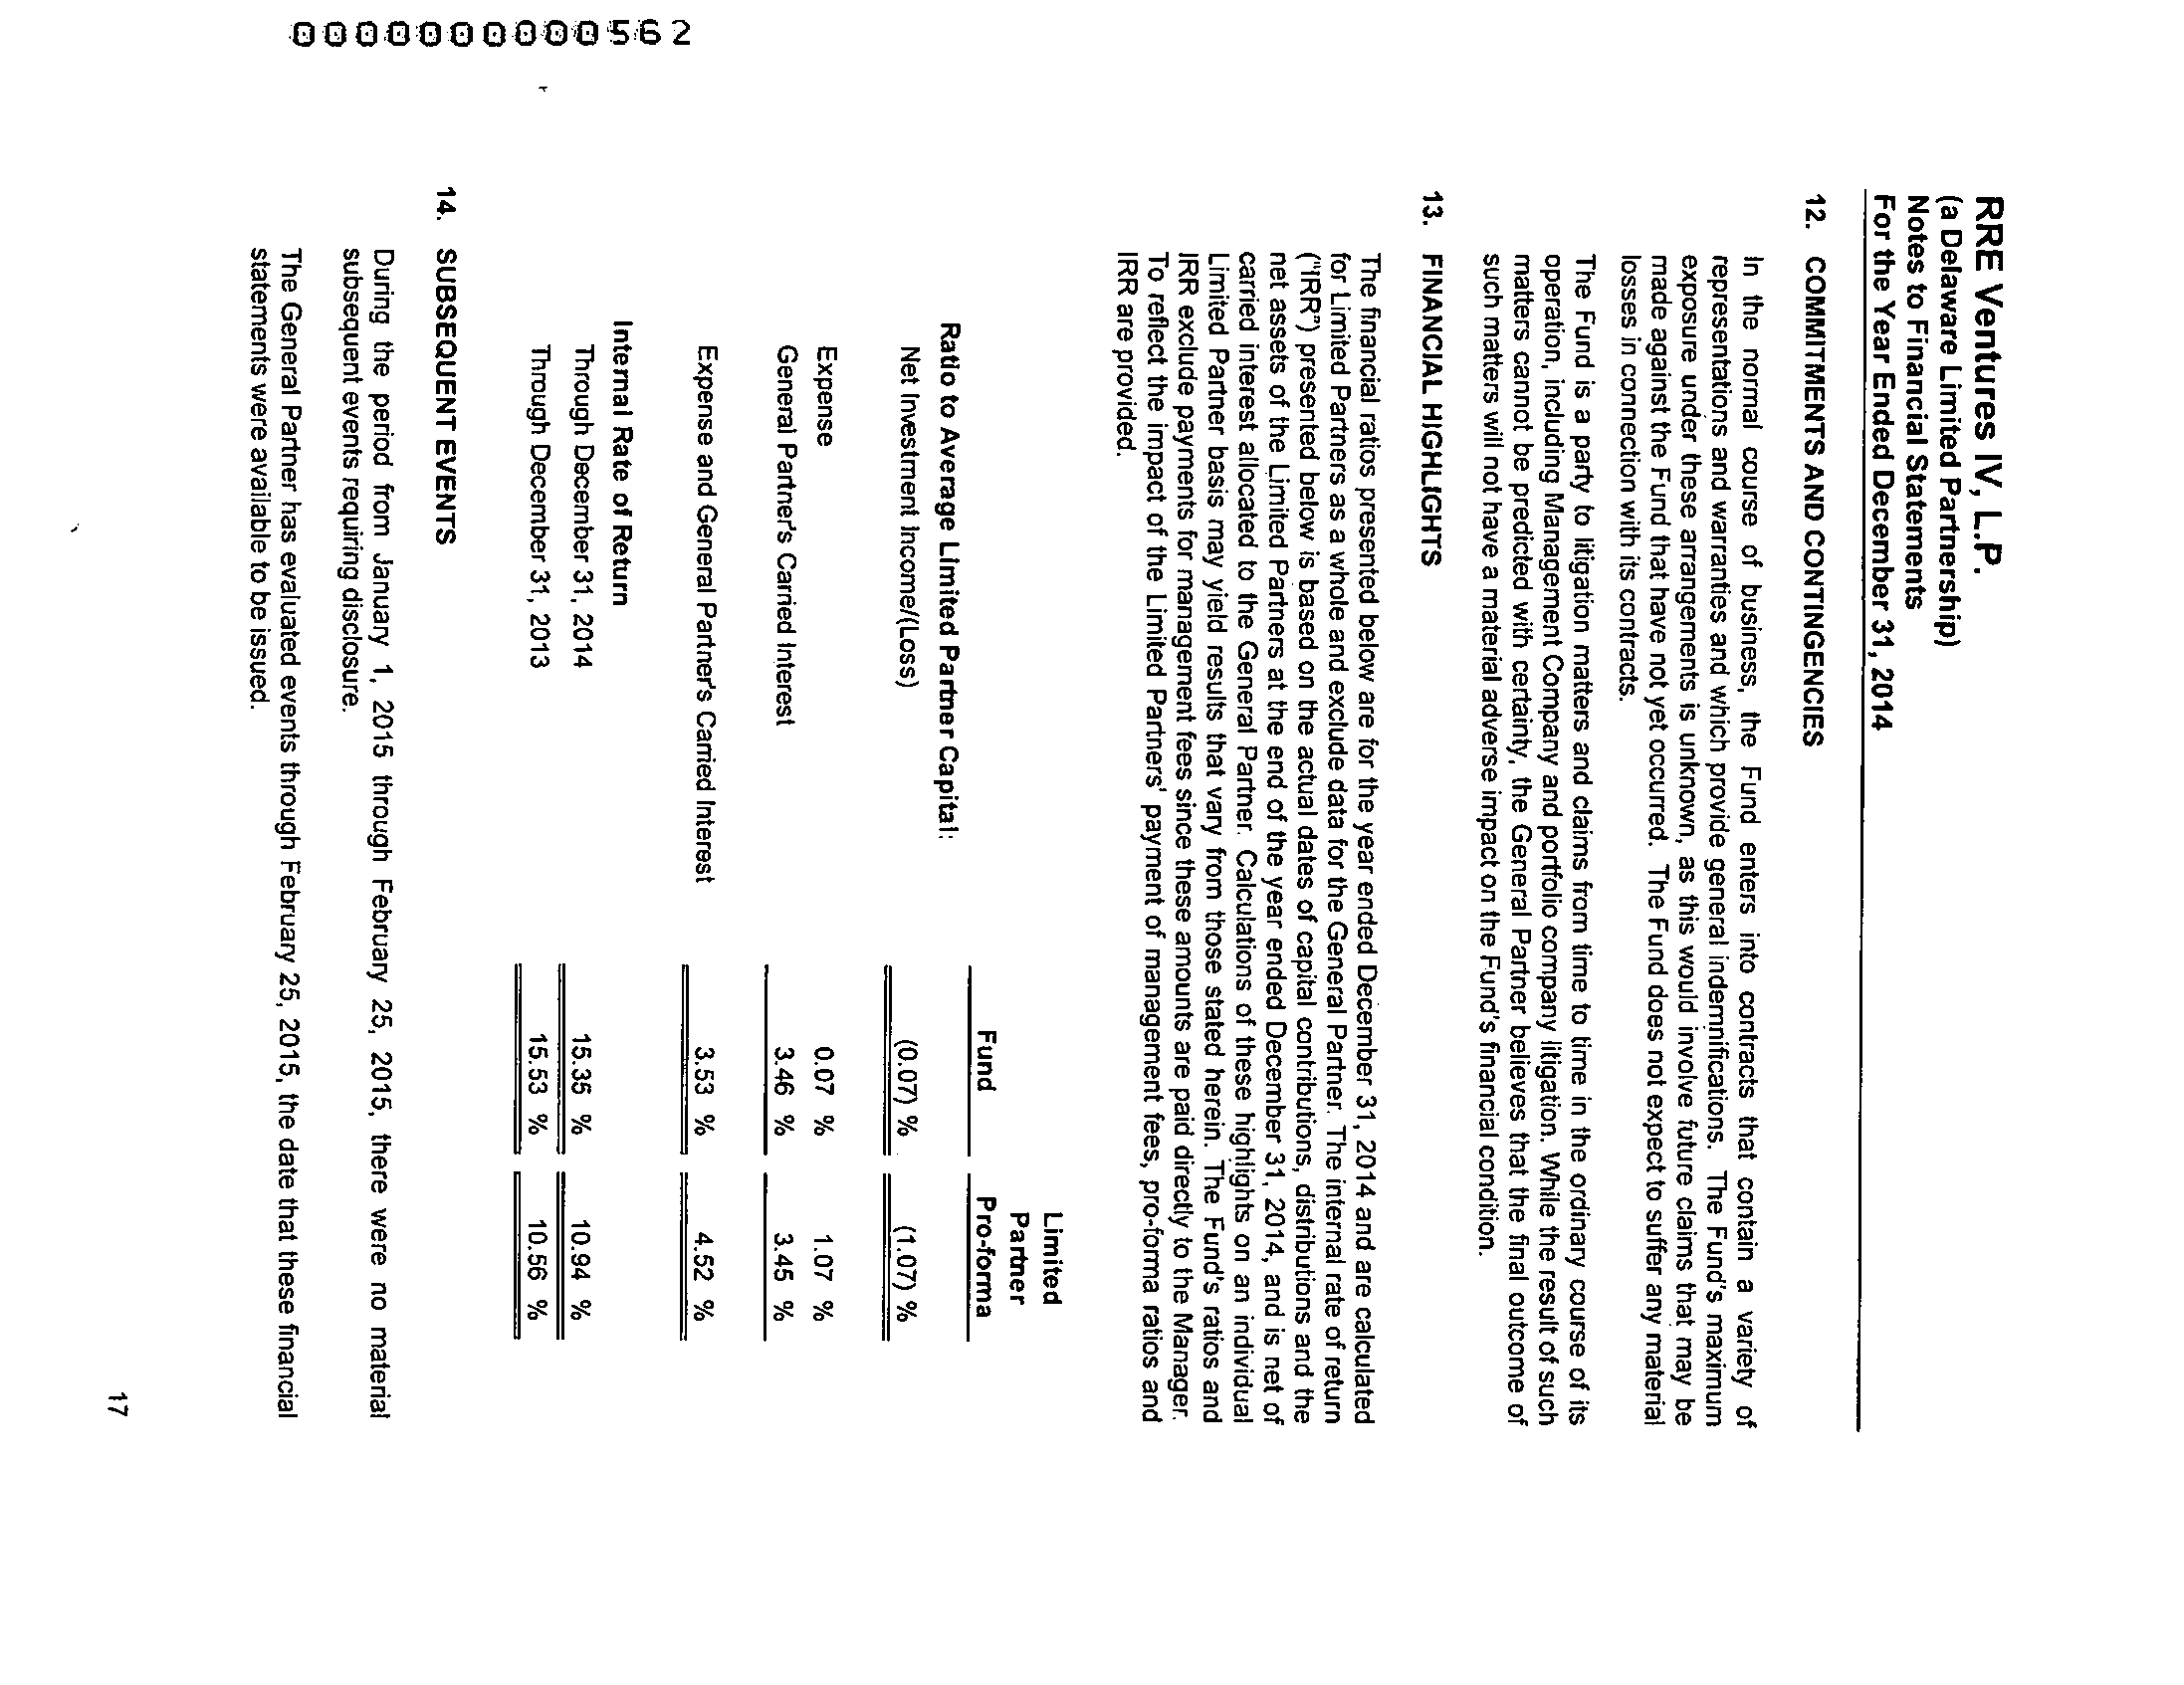 RRE Ventures IV, L.P.
(a Delaware Limited Partnership)
Notes to Financial Statements
For the Year Ended December 31, 2014
12. COMMITMENTS AND CONTINGENCIES
In the normal course of business, the Fund enters into contracts that contain a variety of
representations and warranties and which provide general indemnifications. The Fund's maximum
exposure under these arrangements is unknown, as this would involve future claims that may be
made against the Fund that have not yet occurred. The Fund does not expect to suffer any material
losses in connection with its contracts.
The Fund is a party to litigation matters and claims from time to time in the ordinary course of its
operation, including Management Company and portfolio company litigation. While the result of such
matters cannot be predicted with certainty, the General Partner believes that the final outcome of
such matters will not have a material adverse impact on the Fund's financial condition.
13. FINANCIAL HIGHLIGHTS
The financial ratios presented below are for the year ended December 31, 2014 and are calculated
for Limited Partners as a whole and exclude data for the General Partner. The internal rate of return
("IRR") presented below is based on the actual dates of capital contributions, distributions and the
net assets of the Limited Partners at the end of the year ended December 31, 2014, and is net of
carried interest allocated to the General Partner. Calculations of these highlights on an individual
Limited Partner basis may yield results that vary from those stated herein. The Fund's ratios and
IRR exclude payments for management fees since these amounts are paid directly to the Manager.
To reflect the impact of the Limited Partners' payment of management fees, pro-forma ratios and
IRR are provided.
Limited
Partner
Fund Pro-forma
Ratio to Average Limited Partner Capital:
Net Investment Income/(Loss) (0.07) % (1.07) %
Expense 0.07 % 1.07 %
General Partner's Carried Interest 3.46 % 3.45 %
Expense and General Partner's Carried Interest 3.53 % 4.52 %
Internal Rate of Return
Through December 31, 2014 15.35 % 10.94 %
Through December 31, 2013 15.53 % 10.56 %
14. SUBSEQUENT EVENTS
During the period from January 1, 2015 through February 25, 2015, there were no material
subsequent events requiring disclosure.
The General Partner has evaluated events through February 25, 2015, the date that these financial
statements were available to be issued.
17
0000000000562